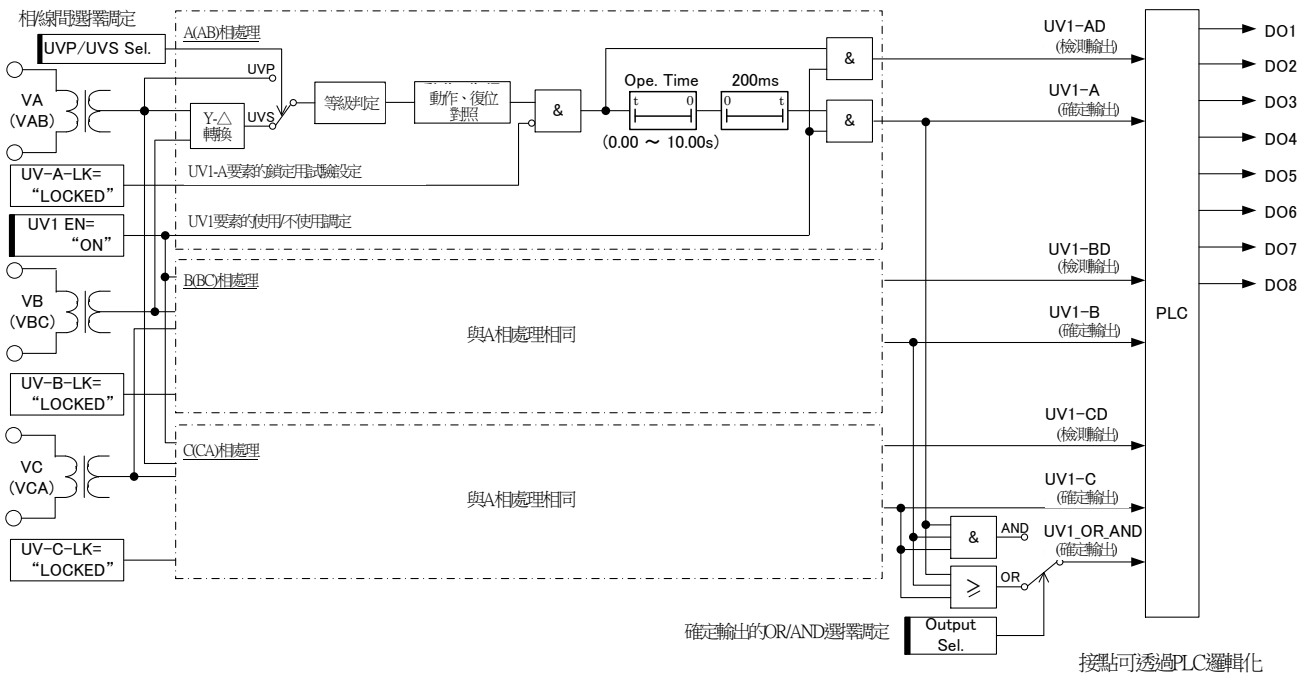 相/線間選擇調定
UVP/UVS Sel.
VA
(VAB)
UV-A-LK=
“LOCKED”
UV1 EN=
“ON”
VB
(VBC)
UV-B-LK=
“LOCKED”
VC
(VCA)
UV-C-LK=
“LOCKED”
A(AB)相處理
UVP
Y-△
轉換
UVS
等級判定
動作、復位
對照
&
Ope. Time
t 0
(0.00 ～ 10.00s)
200ms
0 t
&
&
UV1-A要素的鎖定用試驗設定
UV1要素的使用/不使用調定
B(BC)相處理
與A相處理相同
C(CA)相處理
與A相處理相同
UV1-AD
(檢測輸出)
UV1-A
(確定輸出)
UV1-BD
(檢測輸出)
UV1-B
(確定輸出)
UV1-CD
(檢測輸出)
UV1-C
(確定輸出)
& AND
UV1_OR_AND
(確定輸出)
≥ OR
確定輸出的OR/AND選擇調定
Output
Sel.
PLC
DO1
DO2
DO3
DO4
DO5
DO6
DO7
DO8
接點可透過PLC邏輯化